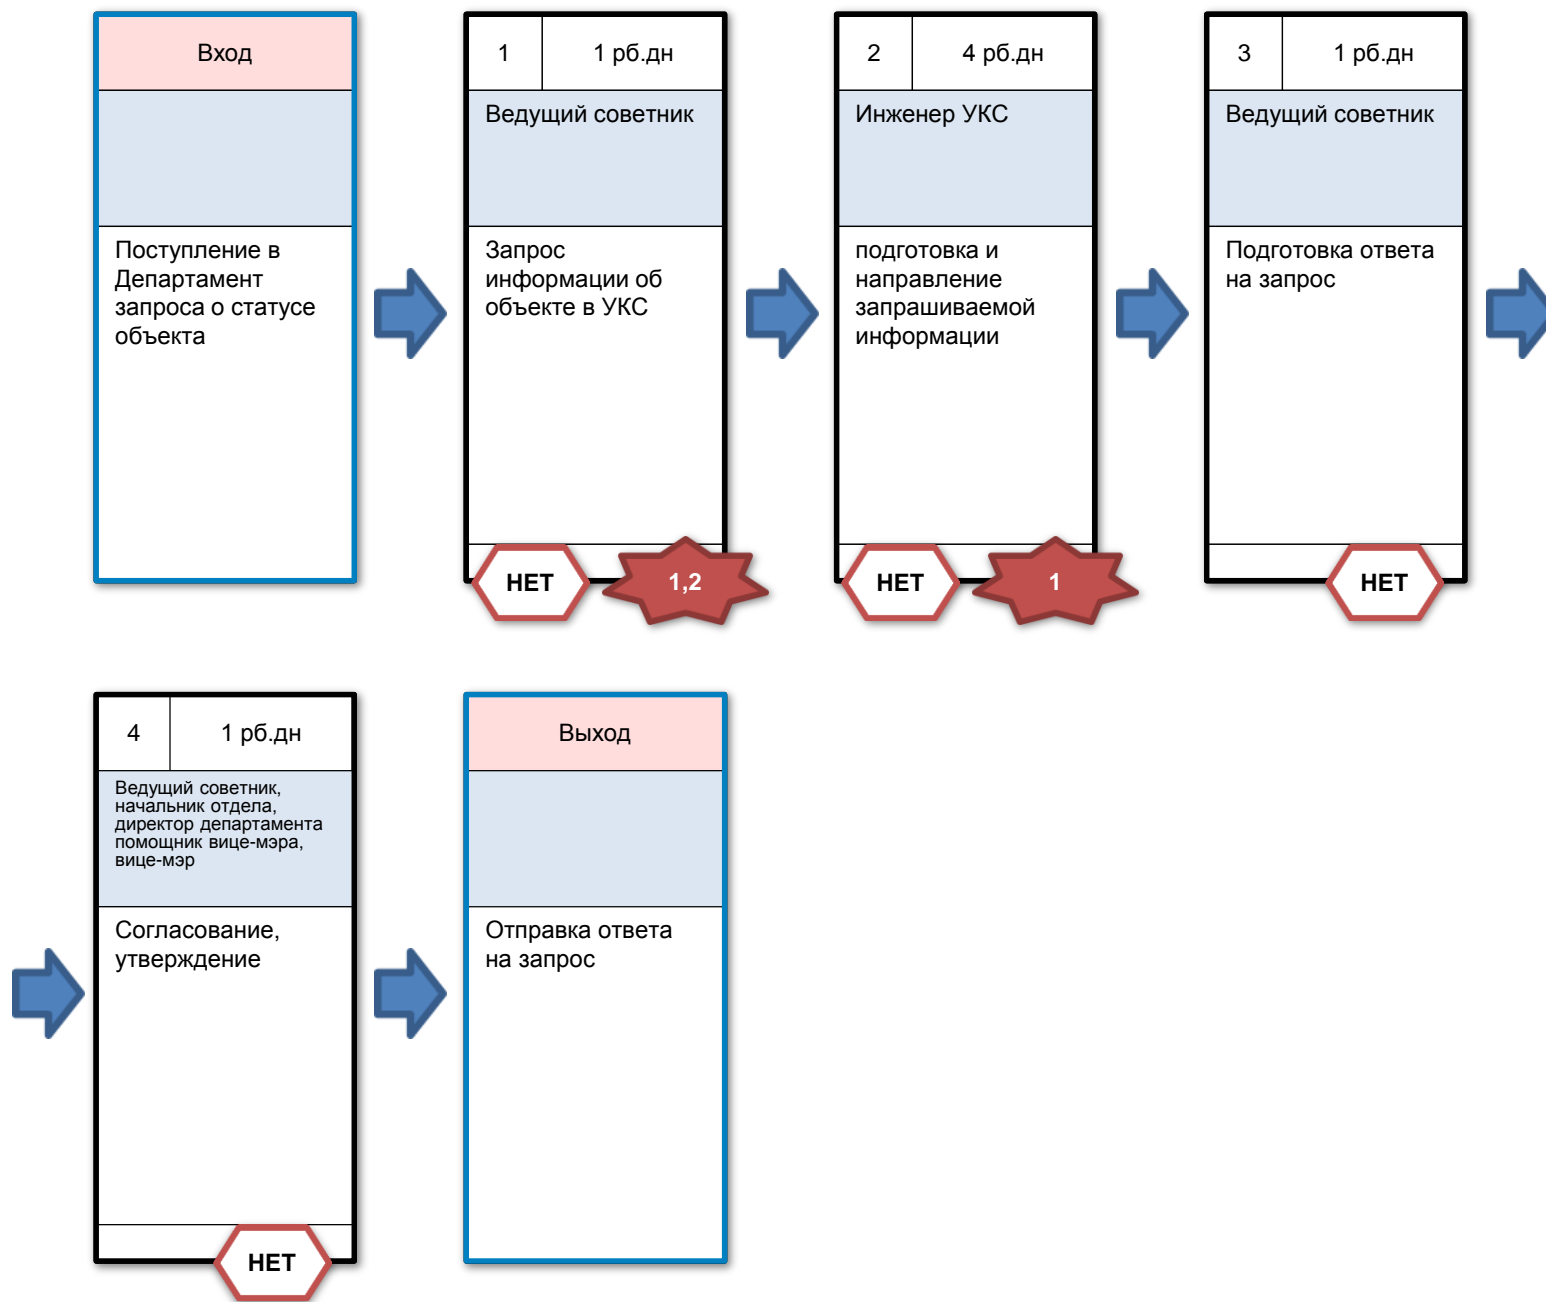 Вход
Поступление в
Департамент
запроса о статусе
объекта
1
1 рб.дн
Ведущий советник
Запрос
информации об
объекте в УКС
НЕТ
1,2
2
4 рб.дн
Инженер УКС
подготовка и
направление
запрашиваемой
информации
НЕТ
1
3
1 рб.дн
Ведущий советник
Подготовка ответа
на запрос
НЕТ
4
1 рб.дн
Ведущий советник,
начальник отдела,
директор департамента
помощник вице-мэра,
вице-мэр
Согласование,
утверждение
НЕТ
Выход
Отправка ответа
на запрос